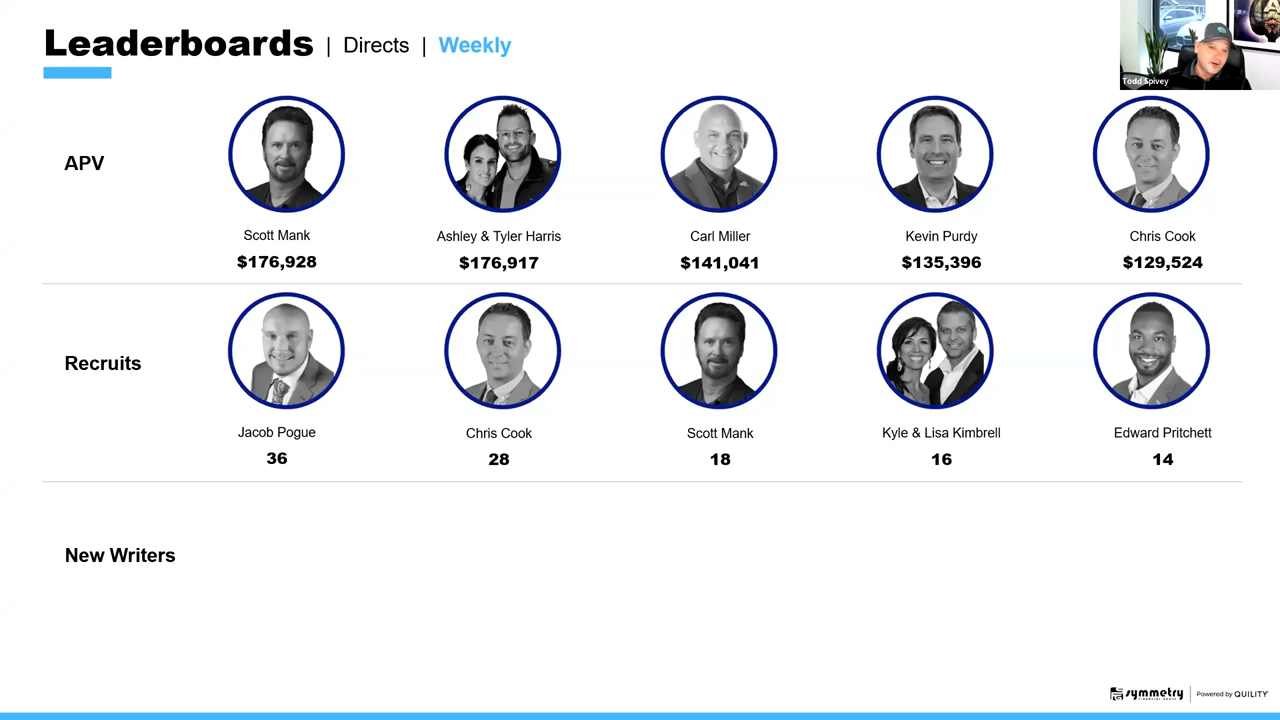 Leaderboards | Directs | Weekly
Todd Spivey
APV
Scott Mank
Ashley & Tyler Harris
Carl Miller
Kevin Purdy
Chris Cook
$176,928
$176,917
$141,041
$135,396
$129,524
Recruits
Jacob Pogue
Chris Cook
Scott Mank
Kyle & Lisa Kimbrell
Edward Pritchett
36
28
18
16
14
New Writers
symmetry
FINANCIAL GROUP
Powered by QUILITY